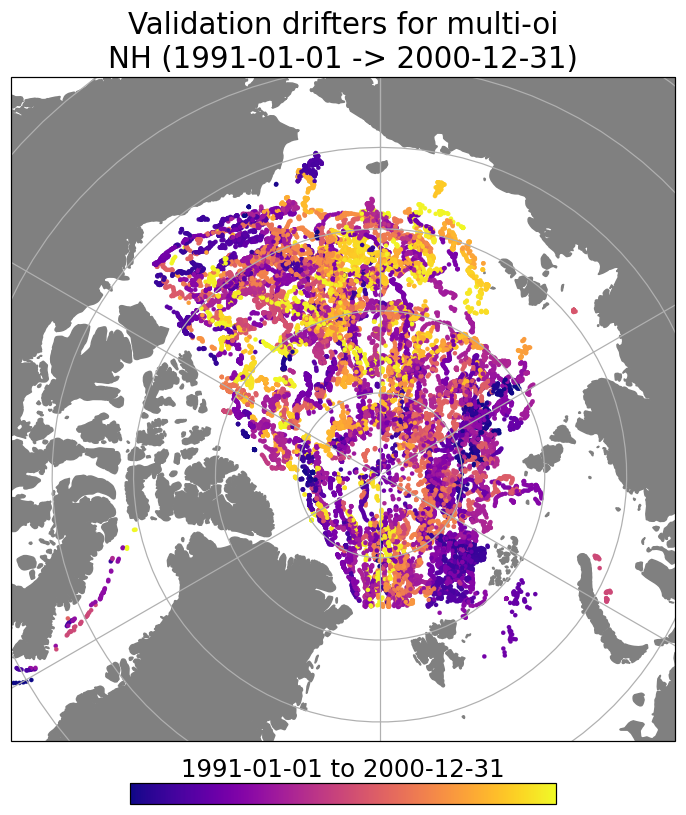 Validation drifters for multi-oi
NH (1991-01-01 -> 2000-12-31)
1991-01-01 to 2000-12-31